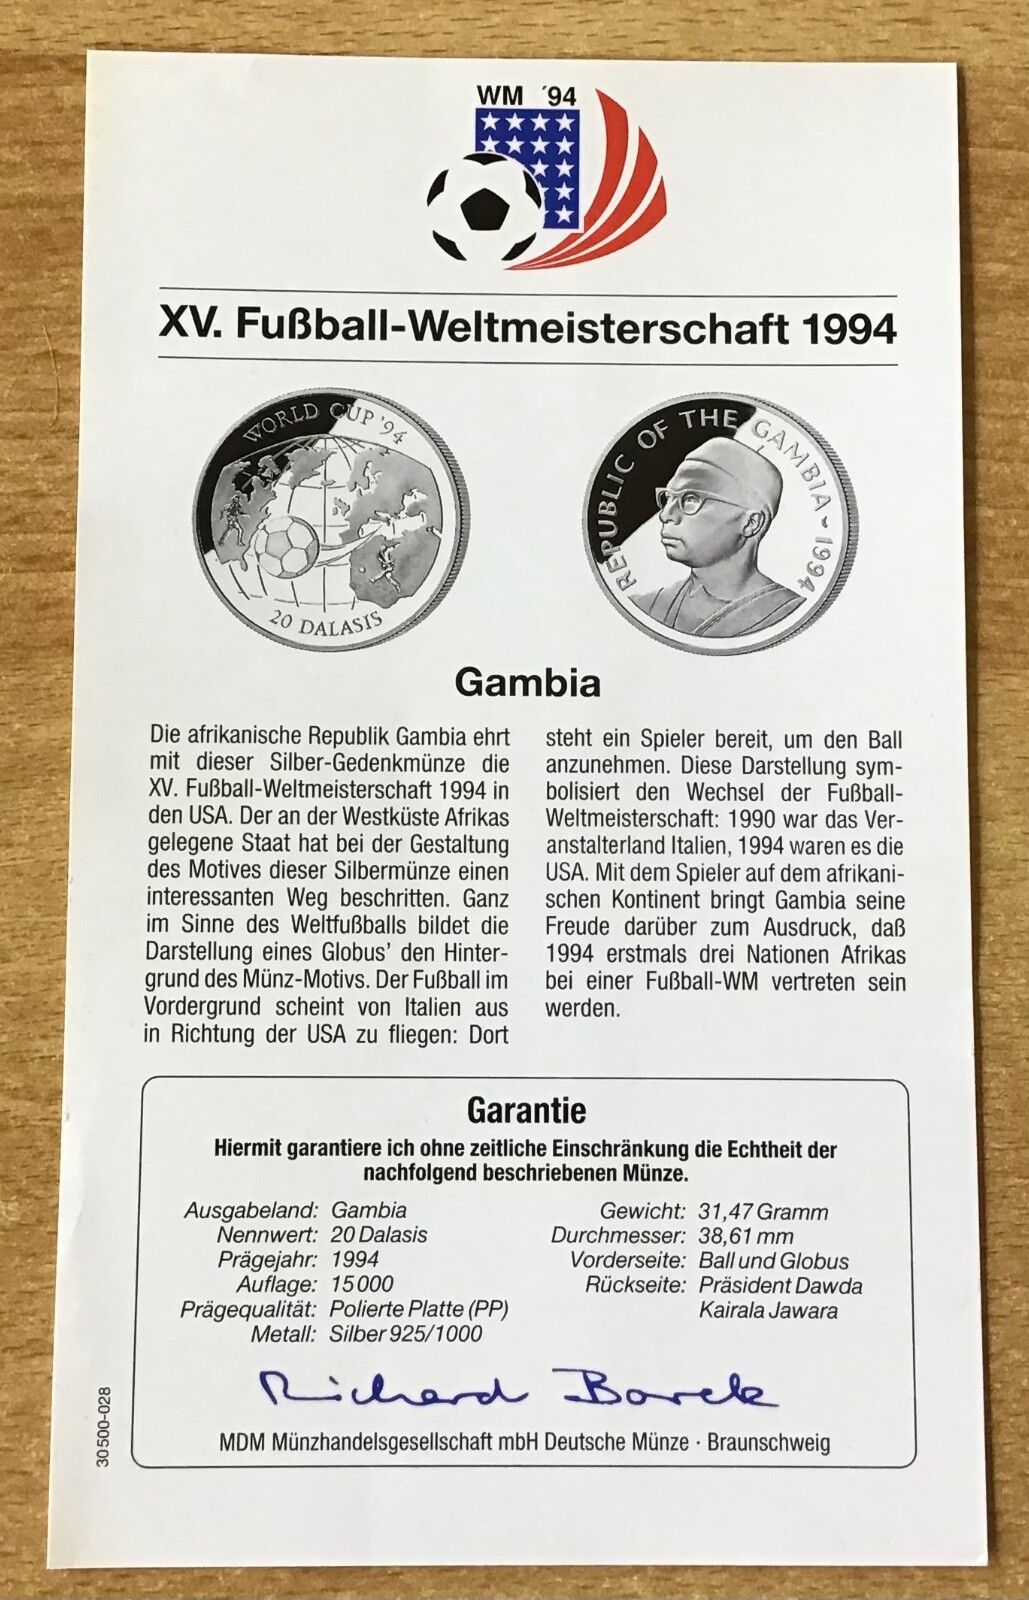 WM ´94
XV. Fußball-Weltmeisterschaft 1994
WORLD CUP '94
20 DALASIS
REPUBLIC OF THE GAMBIA ~ 1994
Gambia
Die afrikanische Republik Gambia ehrt
mit dieser Silber-Gedenkmünze die
XV. Fußball-Weltmeisterschaft 1994 in
den USA. Der an der Westküste Afrikas
gelegene Staat hat bei der Gestaltung
des Motives dieser Silbermünze einen
interessanten Weg beschritten. Ganz
im Sinne des Weltfußballs bildet die
Darstellung eines Globus’ den Hinter-
grund des Münz-Motivs. Der Fußball im
Vordergrund scheint von Italien aus
in Richtung der USA zu fliegen: Dort
steht ein Spieler bereit, um den Ball
anzunehmen. Diese Darstellung sym-
bolisiert den Wechsel der Fußball-
Weltmeisterschaft: 1990 war das Ver-
anstalterland Italien, 1994 waren es die
USA. Mit dem Spieler auf dem afrikani-
schen Kontinent bringt Gambia seine
Freude darüber zum Ausdruck, daß
1994 erstmals drei Nationen Afrikas
bei einer Fußball-WM vertreten sein
werden.
Garantie
Hiermit garantiere ich ohne zeitliche Einschränkung die Echtheit der
nachfolgend beschriebenen Münze.
Ausgabeland: Gambia
Nennwert: 20 Dalasis
Prägejahr: 1994
Auflage: 15000
Prägequalität: Polierte Platte (PP)
Metall: Silber 925/1000
Gewicht: 31,47 Gramm
Durchmesser: 38,61 mm
Vorderseite: Ball und Globus
Rückseite: Präsident Dawda
Kairala Jawara
Richard Borek
MDM Münzhandelsgesellschaft mbH Deutsche Münze · Braunschweig
30500-028